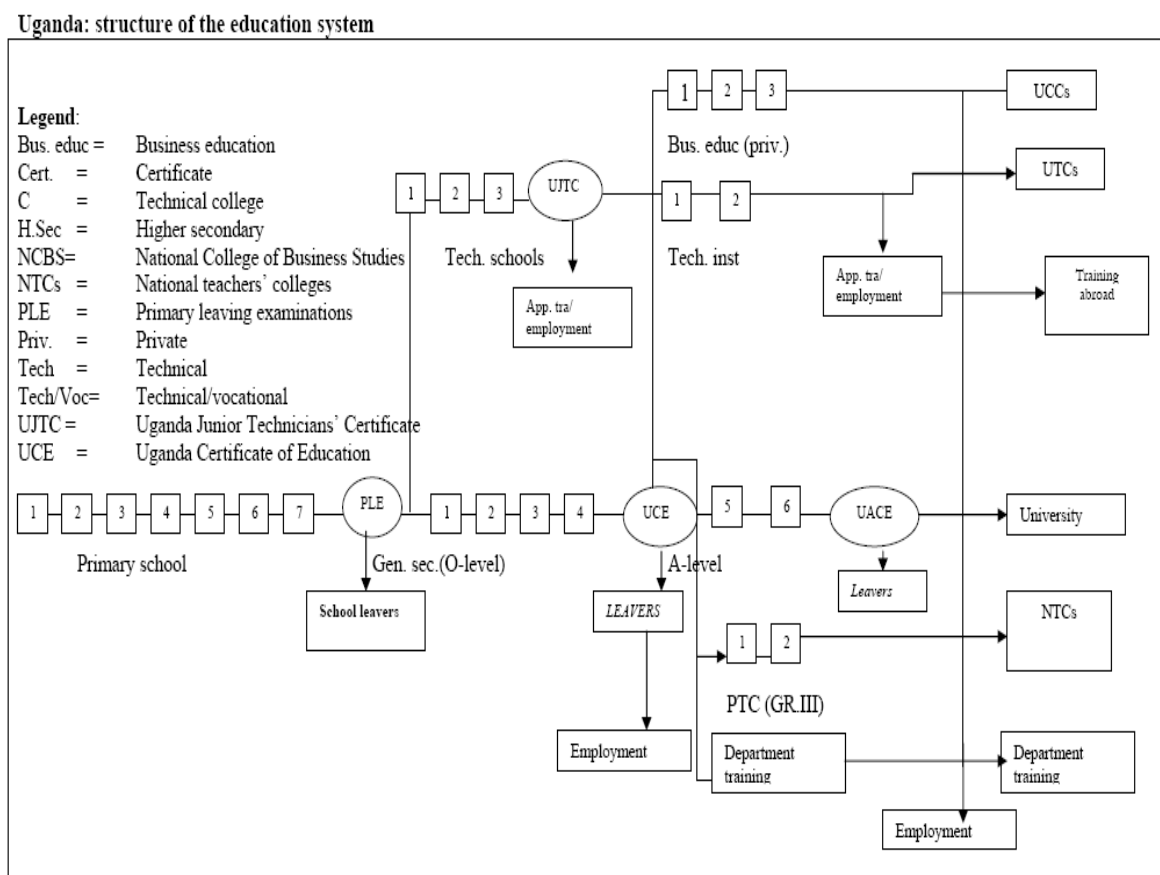 Uganda: structure of the education system
Legend:
Bus. educ = Business education
Cert. = Certificate
C = Technical college
H.Sec = Higher secondary
NCBS= National College of Business Studies
NTCs = National teachers' colleges
PLE = Primary leaving examinations
Priv. = Private
Tech = Technical
Tech/Voc= Technical/vocational
UJTC = Uganda Junior Technicians' Certificate
UCE = Uganda Certificate of Education
1 2 3 UCCs
Bus. educ (priv.)
1 2 3 UJTC 1 2 UTCs
Tech. schools Tech. inst
App. tra/
employment
App. tra/
employment
Training
abroad
1 2 3 4 5 6 7 PLE 1 2 3 4 UCE 5 6 UACE University
Primary school Gen. sec.(O-level) A-level
School leavers LEAVERS Leavers
1 2 NTCs
PTC (GR.III)
Employment
Department
training
Department
training
Employment